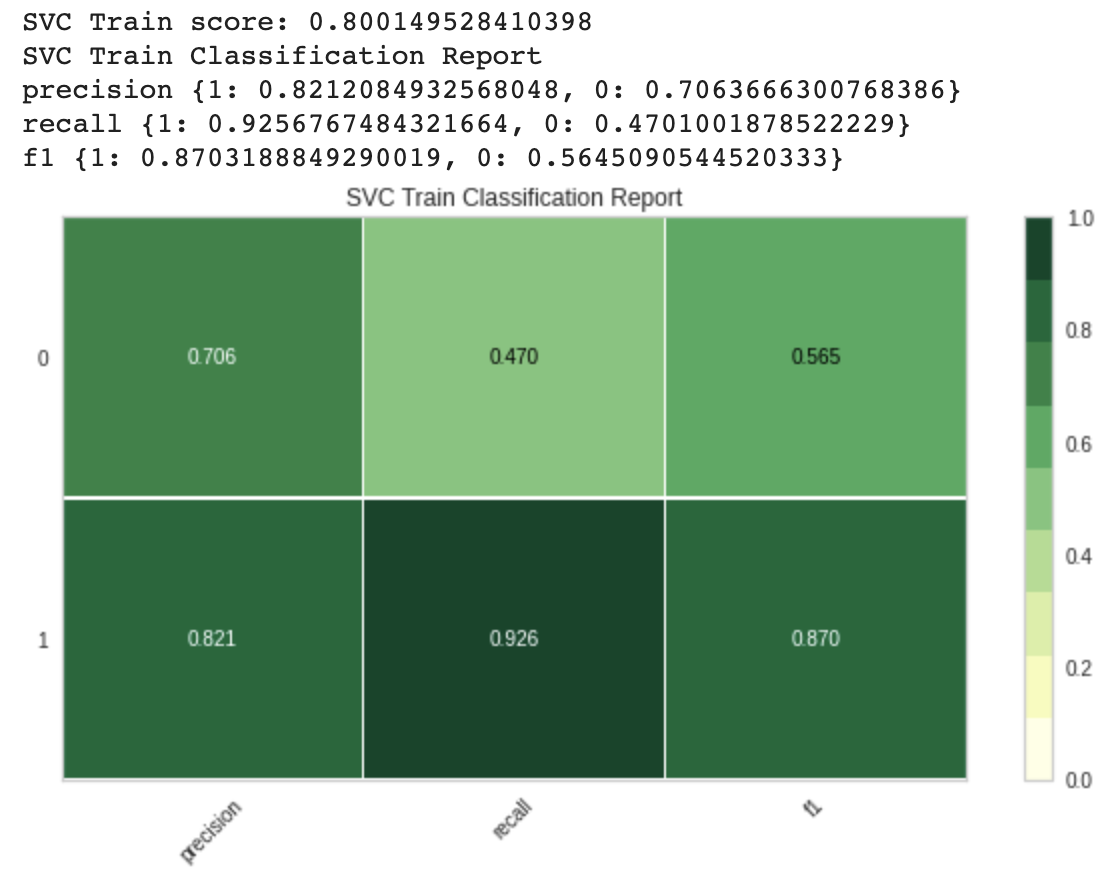 SVC Train score: 0.800149528410398
SVC Train Classification Report
precision {1: 0.8212084932568048, 0: 0.7063666300768386}
recall {1: 0.9256767484321664, 0: 0.4701001878522229}
f1 {1: 0.8703188849290019, 0: 0.5645090544520333}
SVC Train Classification Report
1.0
0.8
0 0.706 0.470 0.565
0.6
0.4
1 0.821 0.926 0.870
0.2
0.0
precision recall f1